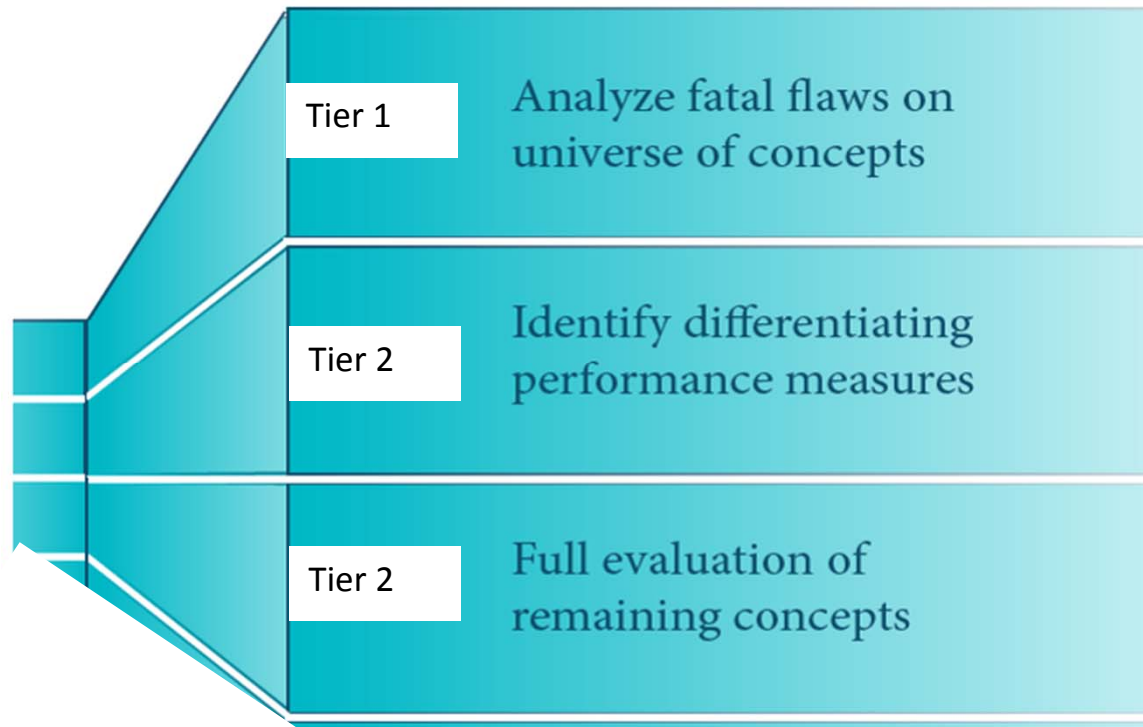 Tier 1
Analyze fatal flaws on
universe of concepts
Tier 2
Identify differentiating
performance measures
Tier 2
Full evaluation of
remaining concepts